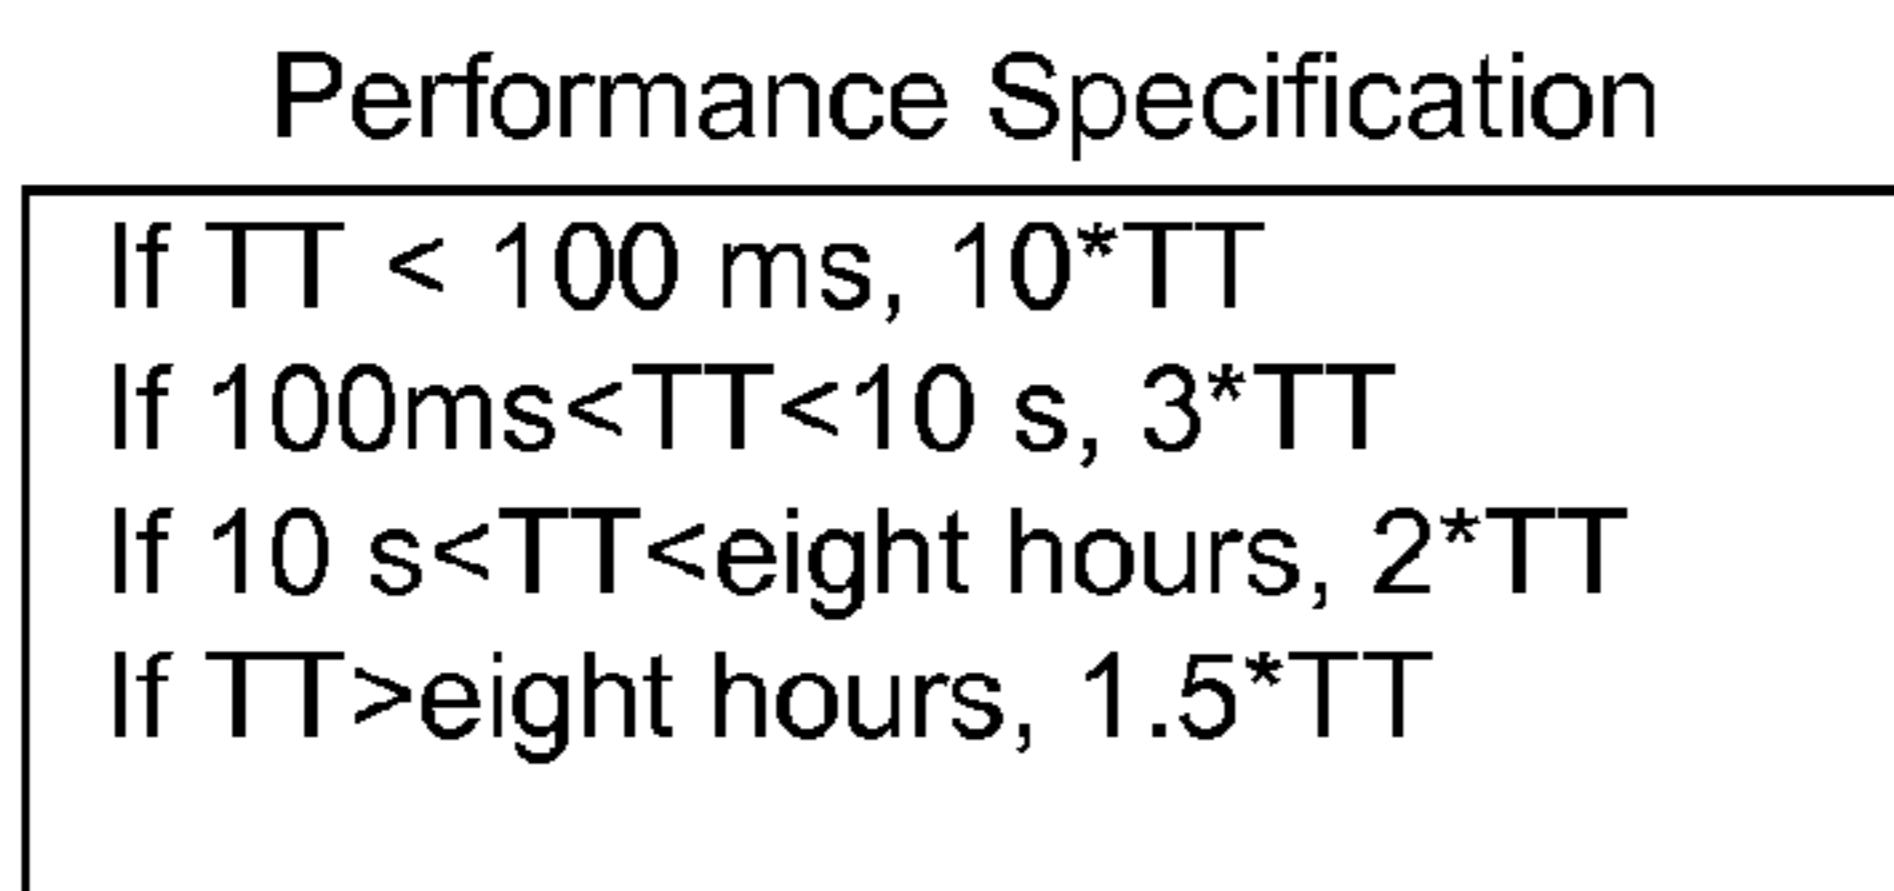 Performance Specification
If TT < 100 ms, 10*TT
If 100ms<TT<10 s, 3*TT
If 10 s<TT<eight hours, 2*TT
If TT>eight hours, 1.5*TT